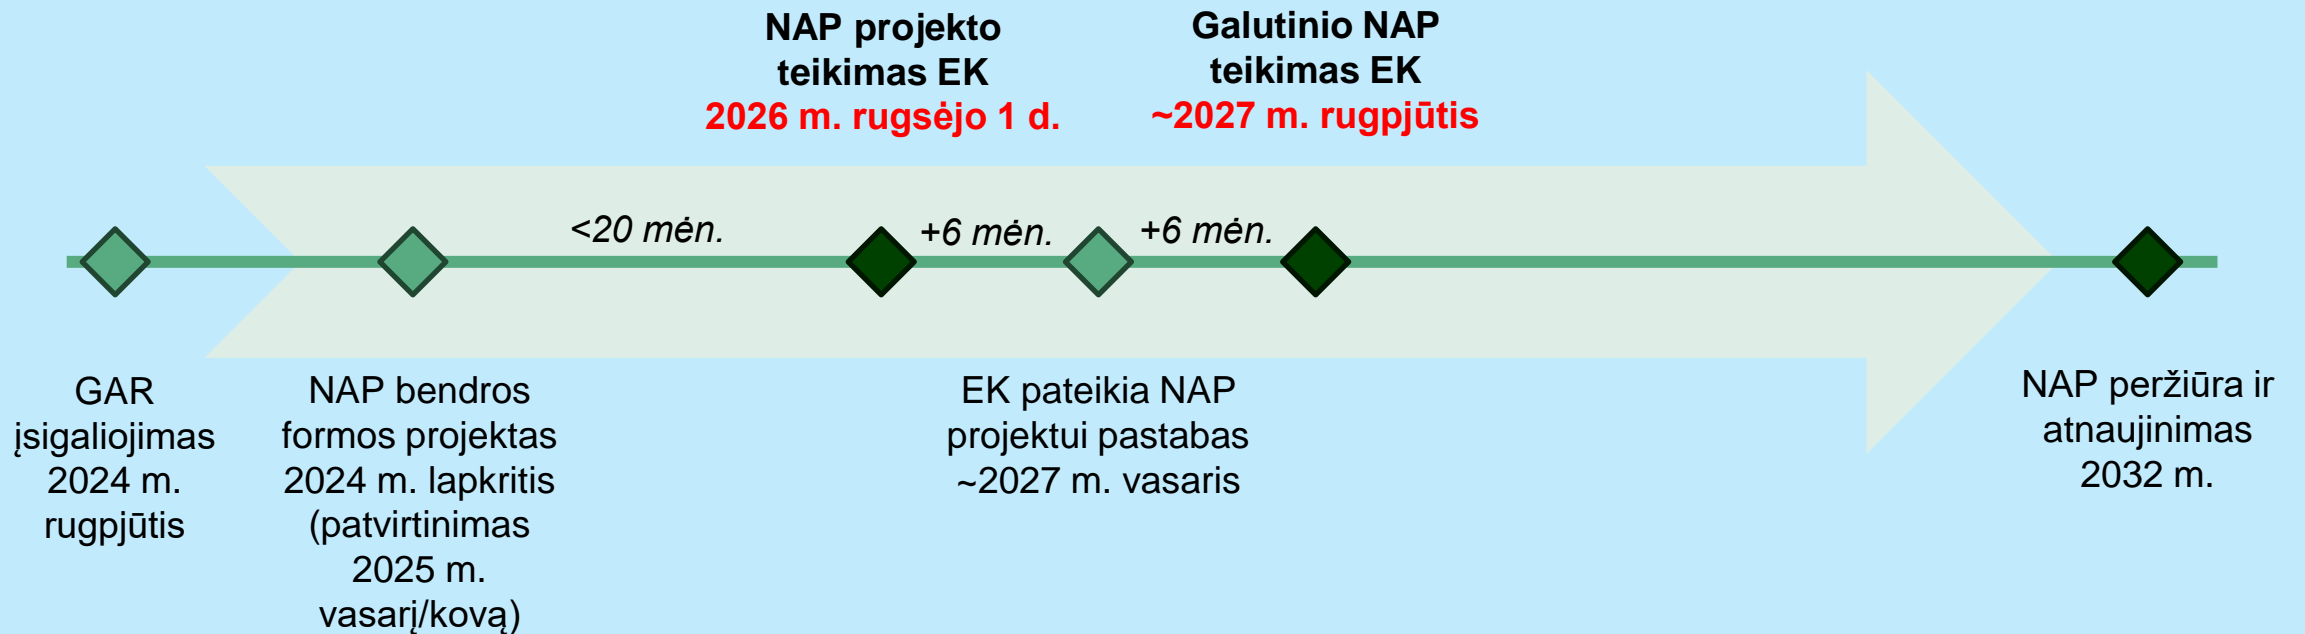 NAP projekto
teikimas EK
2026 m. rugsėjo 1 d.
Galutinio NAP
teikimas EK
~2027 m. rugpjūtis
<20 mėn.
+6 mėn.
+6 mėn.
GAR
įsigaliojimas
2024 m.
rugpjūtis
NAP bendros
formos projektas
2024 m. lapkritis
(patvirtinimas
2025 m.
vasarį/kovą)
EK pateikia NAP
projektui pastabas
~2027 m. vasaris
NAP peržiūra ir
atnaujinimas
2032 m.